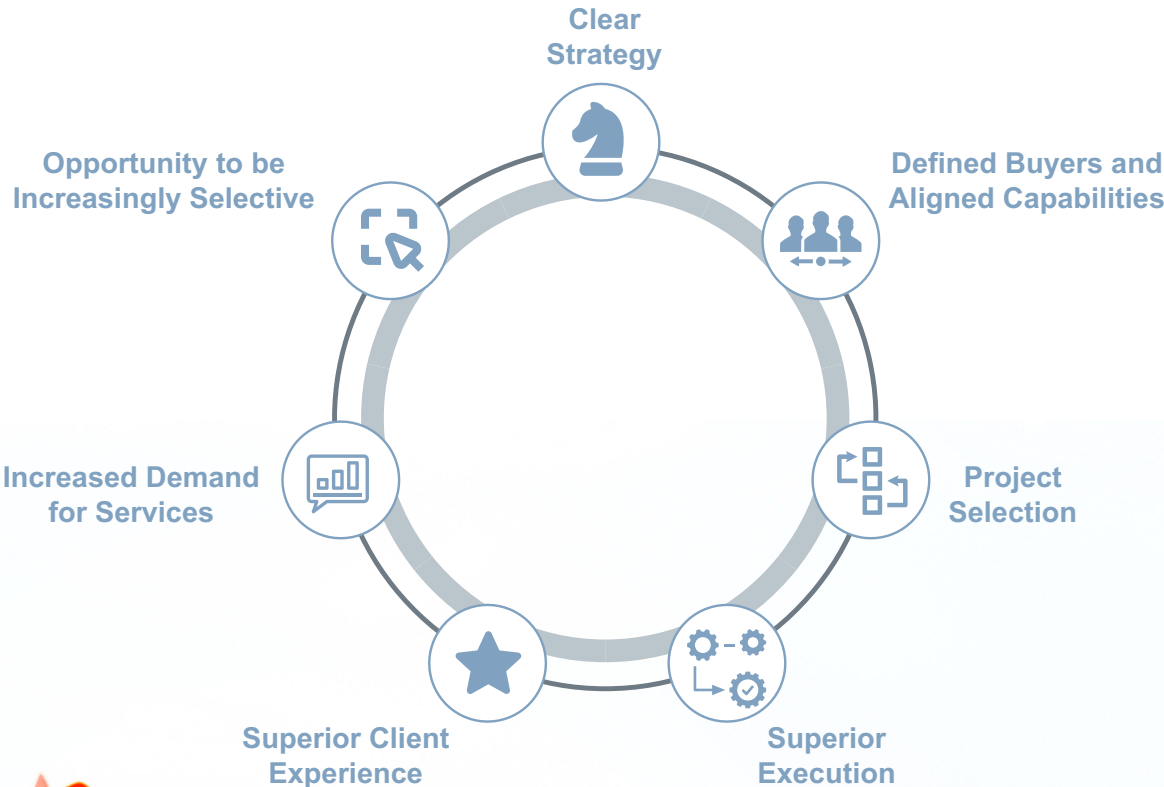 Clear
Strategy
Opportunity to be
Increasingly Selective
Defined Buyers and
Aligned Capabilities
Increased Demand
for Services
Project
Selection
Superior Client
Experience
Superior
Execution